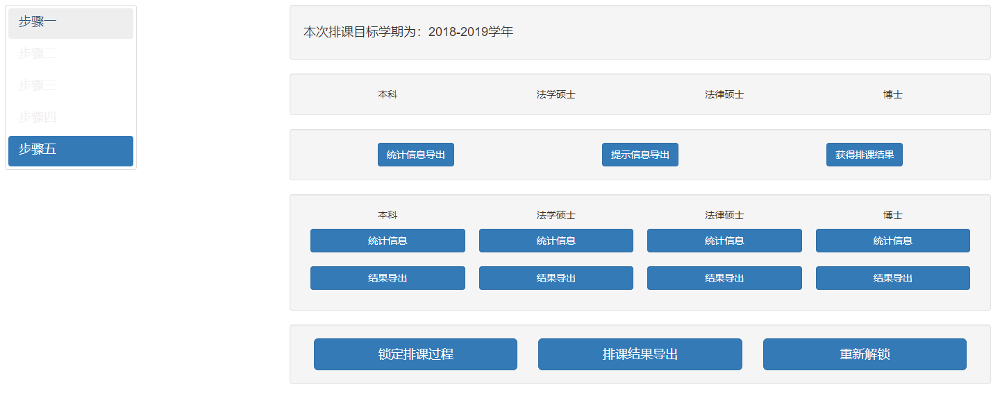 步骤一
步骤二
步骤三
步骤四
步骤五
本次排课目标学期为：2018-2019学年
本科 法学硕士 法律硕士 博士
统计信息导出 提示信息导出 获得排课结果
本科 法学硕士 法律硕士 博士
统计信息 统计信息 统计信息 统计信息
结果导出 结果导出 结果导出 结果导出
锁定排课过程 排课结果导出 重新解锁